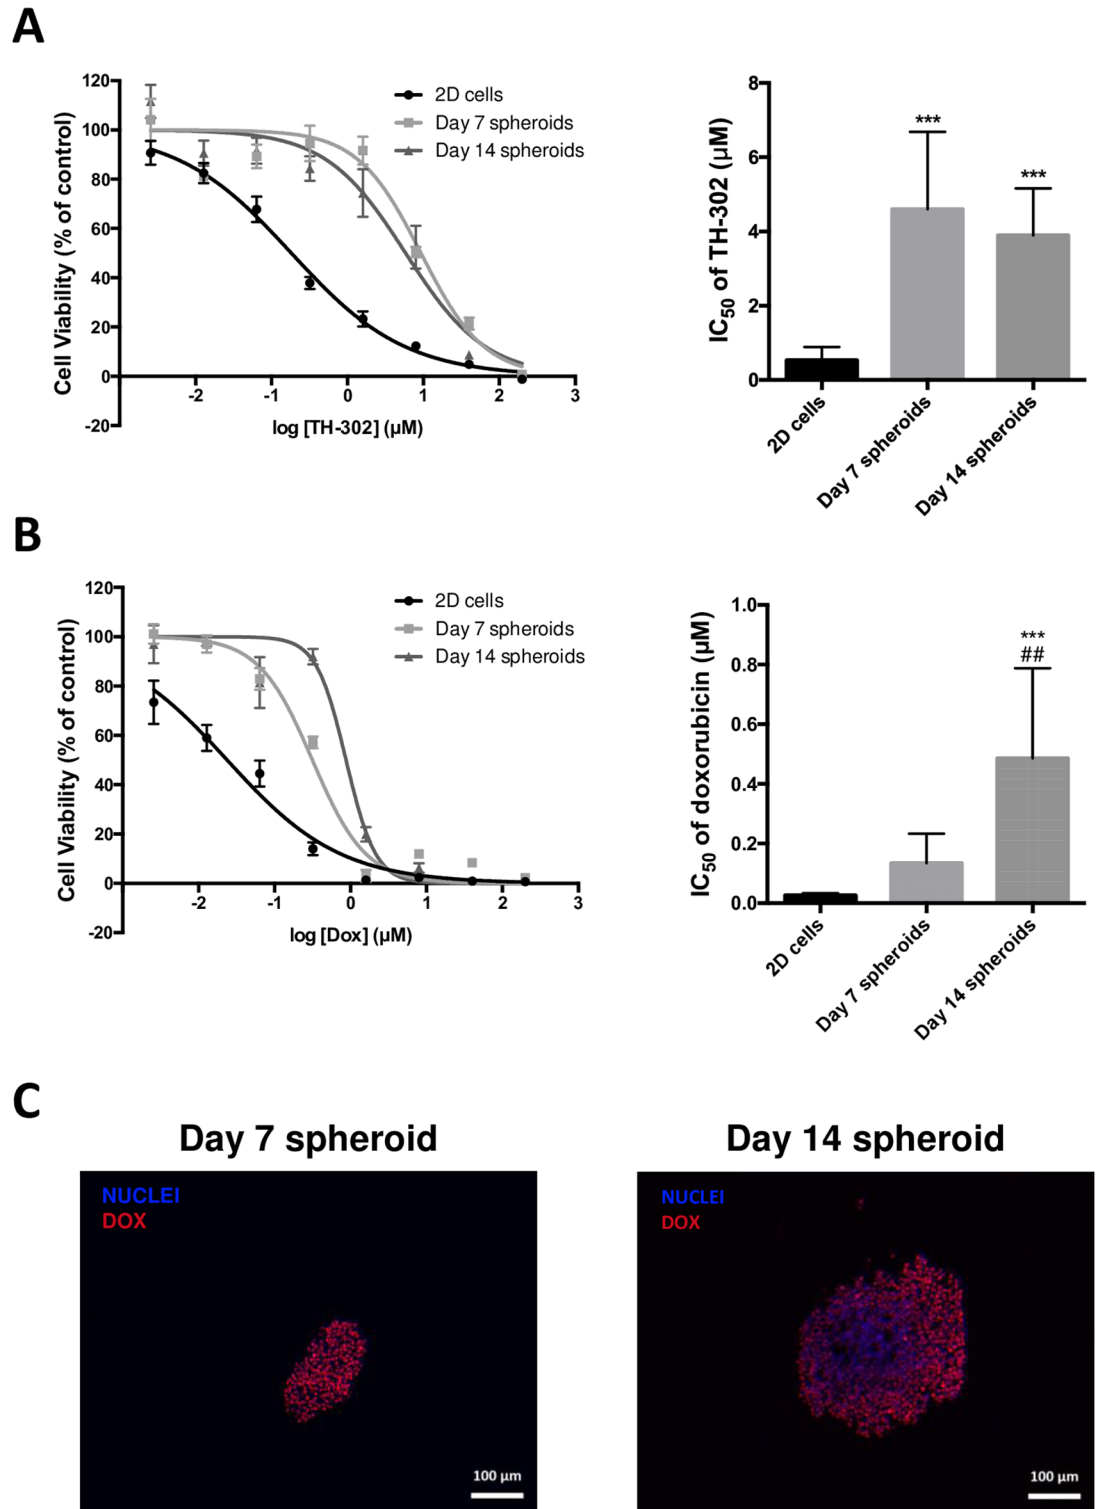 A
120
100
80
60
40
20
0
-20
-2
-1
0
1
2
3
Cell Viability (% of control)
log [TH-302] (µM)
2D cells
Day 7 spheroids
Day 14 spheroids
8
6
4
2
0
IC50 of TH-302 (µM)
***
***
2D cells
Day 7 spheroids
Day 14 spheroids
B
120
100
80
60
40
20
0
-20
-2
-1
0
1
2
3
Cell Viability (% of control)
log [Dox] (µM)
2D cells
Day 7 spheroids
Day 14 spheroids
1.0
0.8
0.6
0.4
0.2
0.0
IC50 of doxorubicin (µM)
***
##
2D cells
Day 7 spheroids
Day 14 spheroids
C
Day 7 spheroid
NUCLEI
DOX
100 µm
Day 14 spheroid
NUCLEI
DOX
100 µm